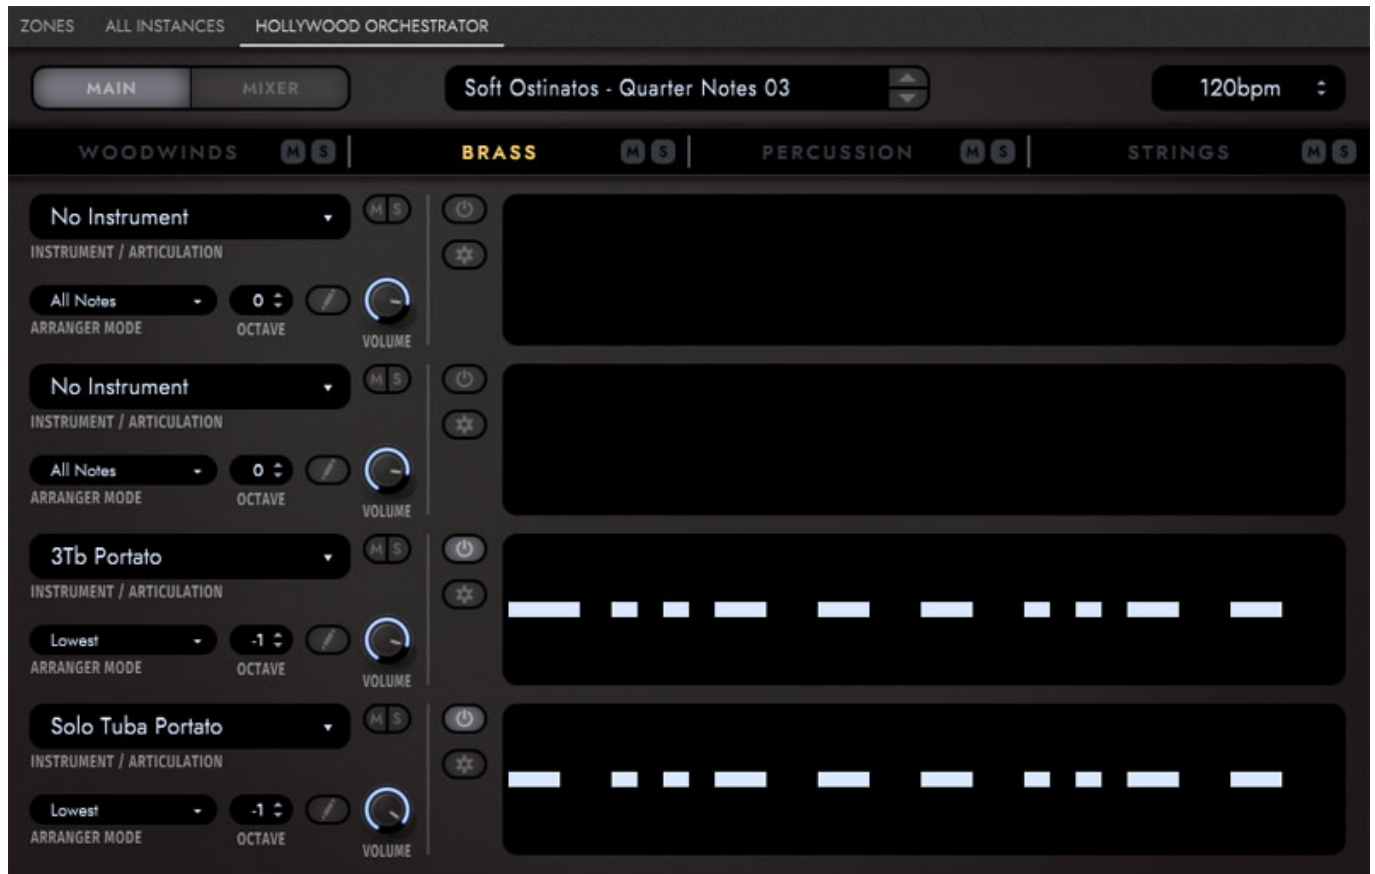 ZONES ALL INSTANCES HOLLYWOOD ORCHESTRATOR
MAIN MIXER Soft Ostinatos - Quarter Notes 03 120bpm
WOODWINDS M S BRASS M S PERCUSSION M S STRINGS M S
No Instrument M S
INSTRUMENT / ARTICULATION
All Notes 0
ARRANGER MODE OCTAVE VOLUME
No Instrument M S
INSTRUMENT / ARTICULATION
All Notes 0
ARRANGER MODE OCTAVE VOLUME
3Tb Portato M S
INSTRUMENT / ARTICULATION
Lowest -1
ARRANGER MODE OCTAVE VOLUME
Solo Tuba Portato M S
INSTRUMENT / ARTICULATION
Lowest -1
ARRANGER MODE OCTAVE VOLUME